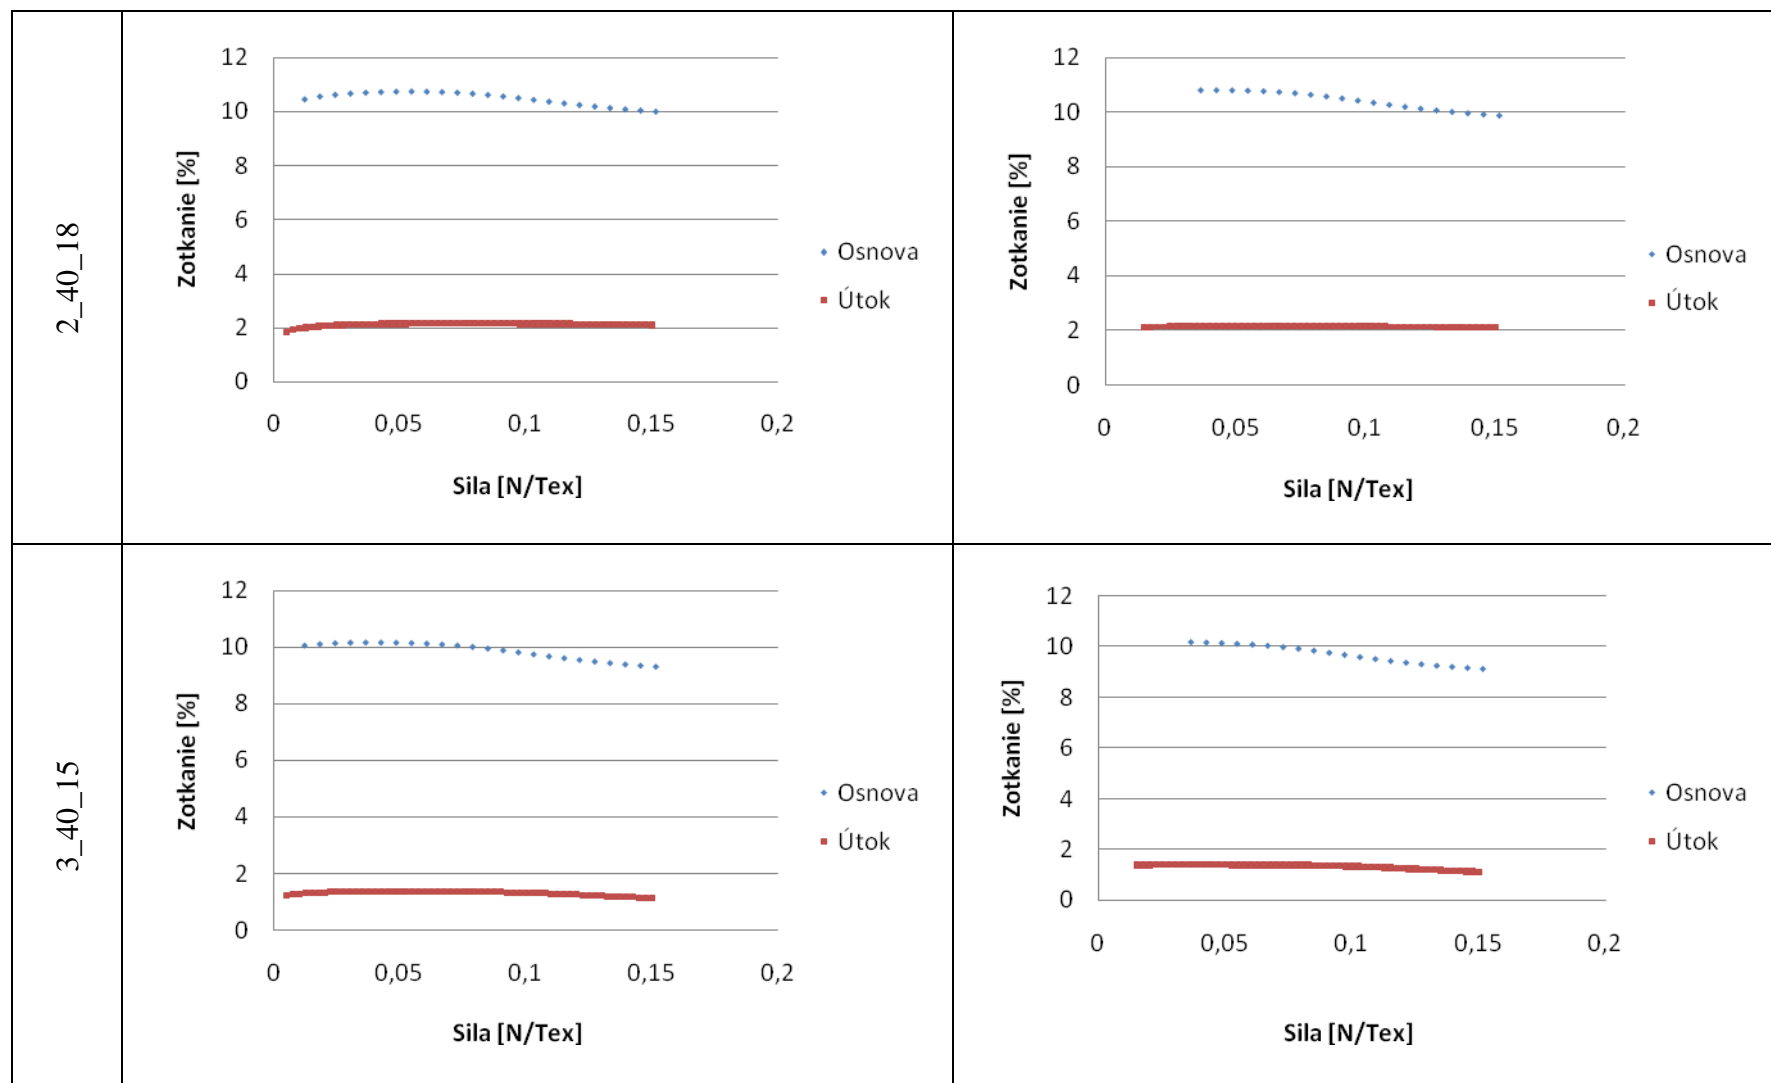 2_40_18
12
10
8
6
4
2
0
0 0,05 0,1 0,15 0,2
Zotkanie [%]
Sila [N/Tex]
Osnova
Útok
12
10
8
6
4
2
0
0 0,05 0,1 0,15 0,2
Zotkanie [%]
Sila [N/Tex]
Osnova
Útok
3_40_15
12
10
8
6
4
2
0
0 0,05 0,1 0,15 0,2
Zotkanie [%]
Sila [N/Tex]
Osnova
Útok
12
10
8
6
4
2
0
0 0,05 0,1 0,15 0,2
Zotkanie [%]
Sila [N/Tex]
Osnova
Útok